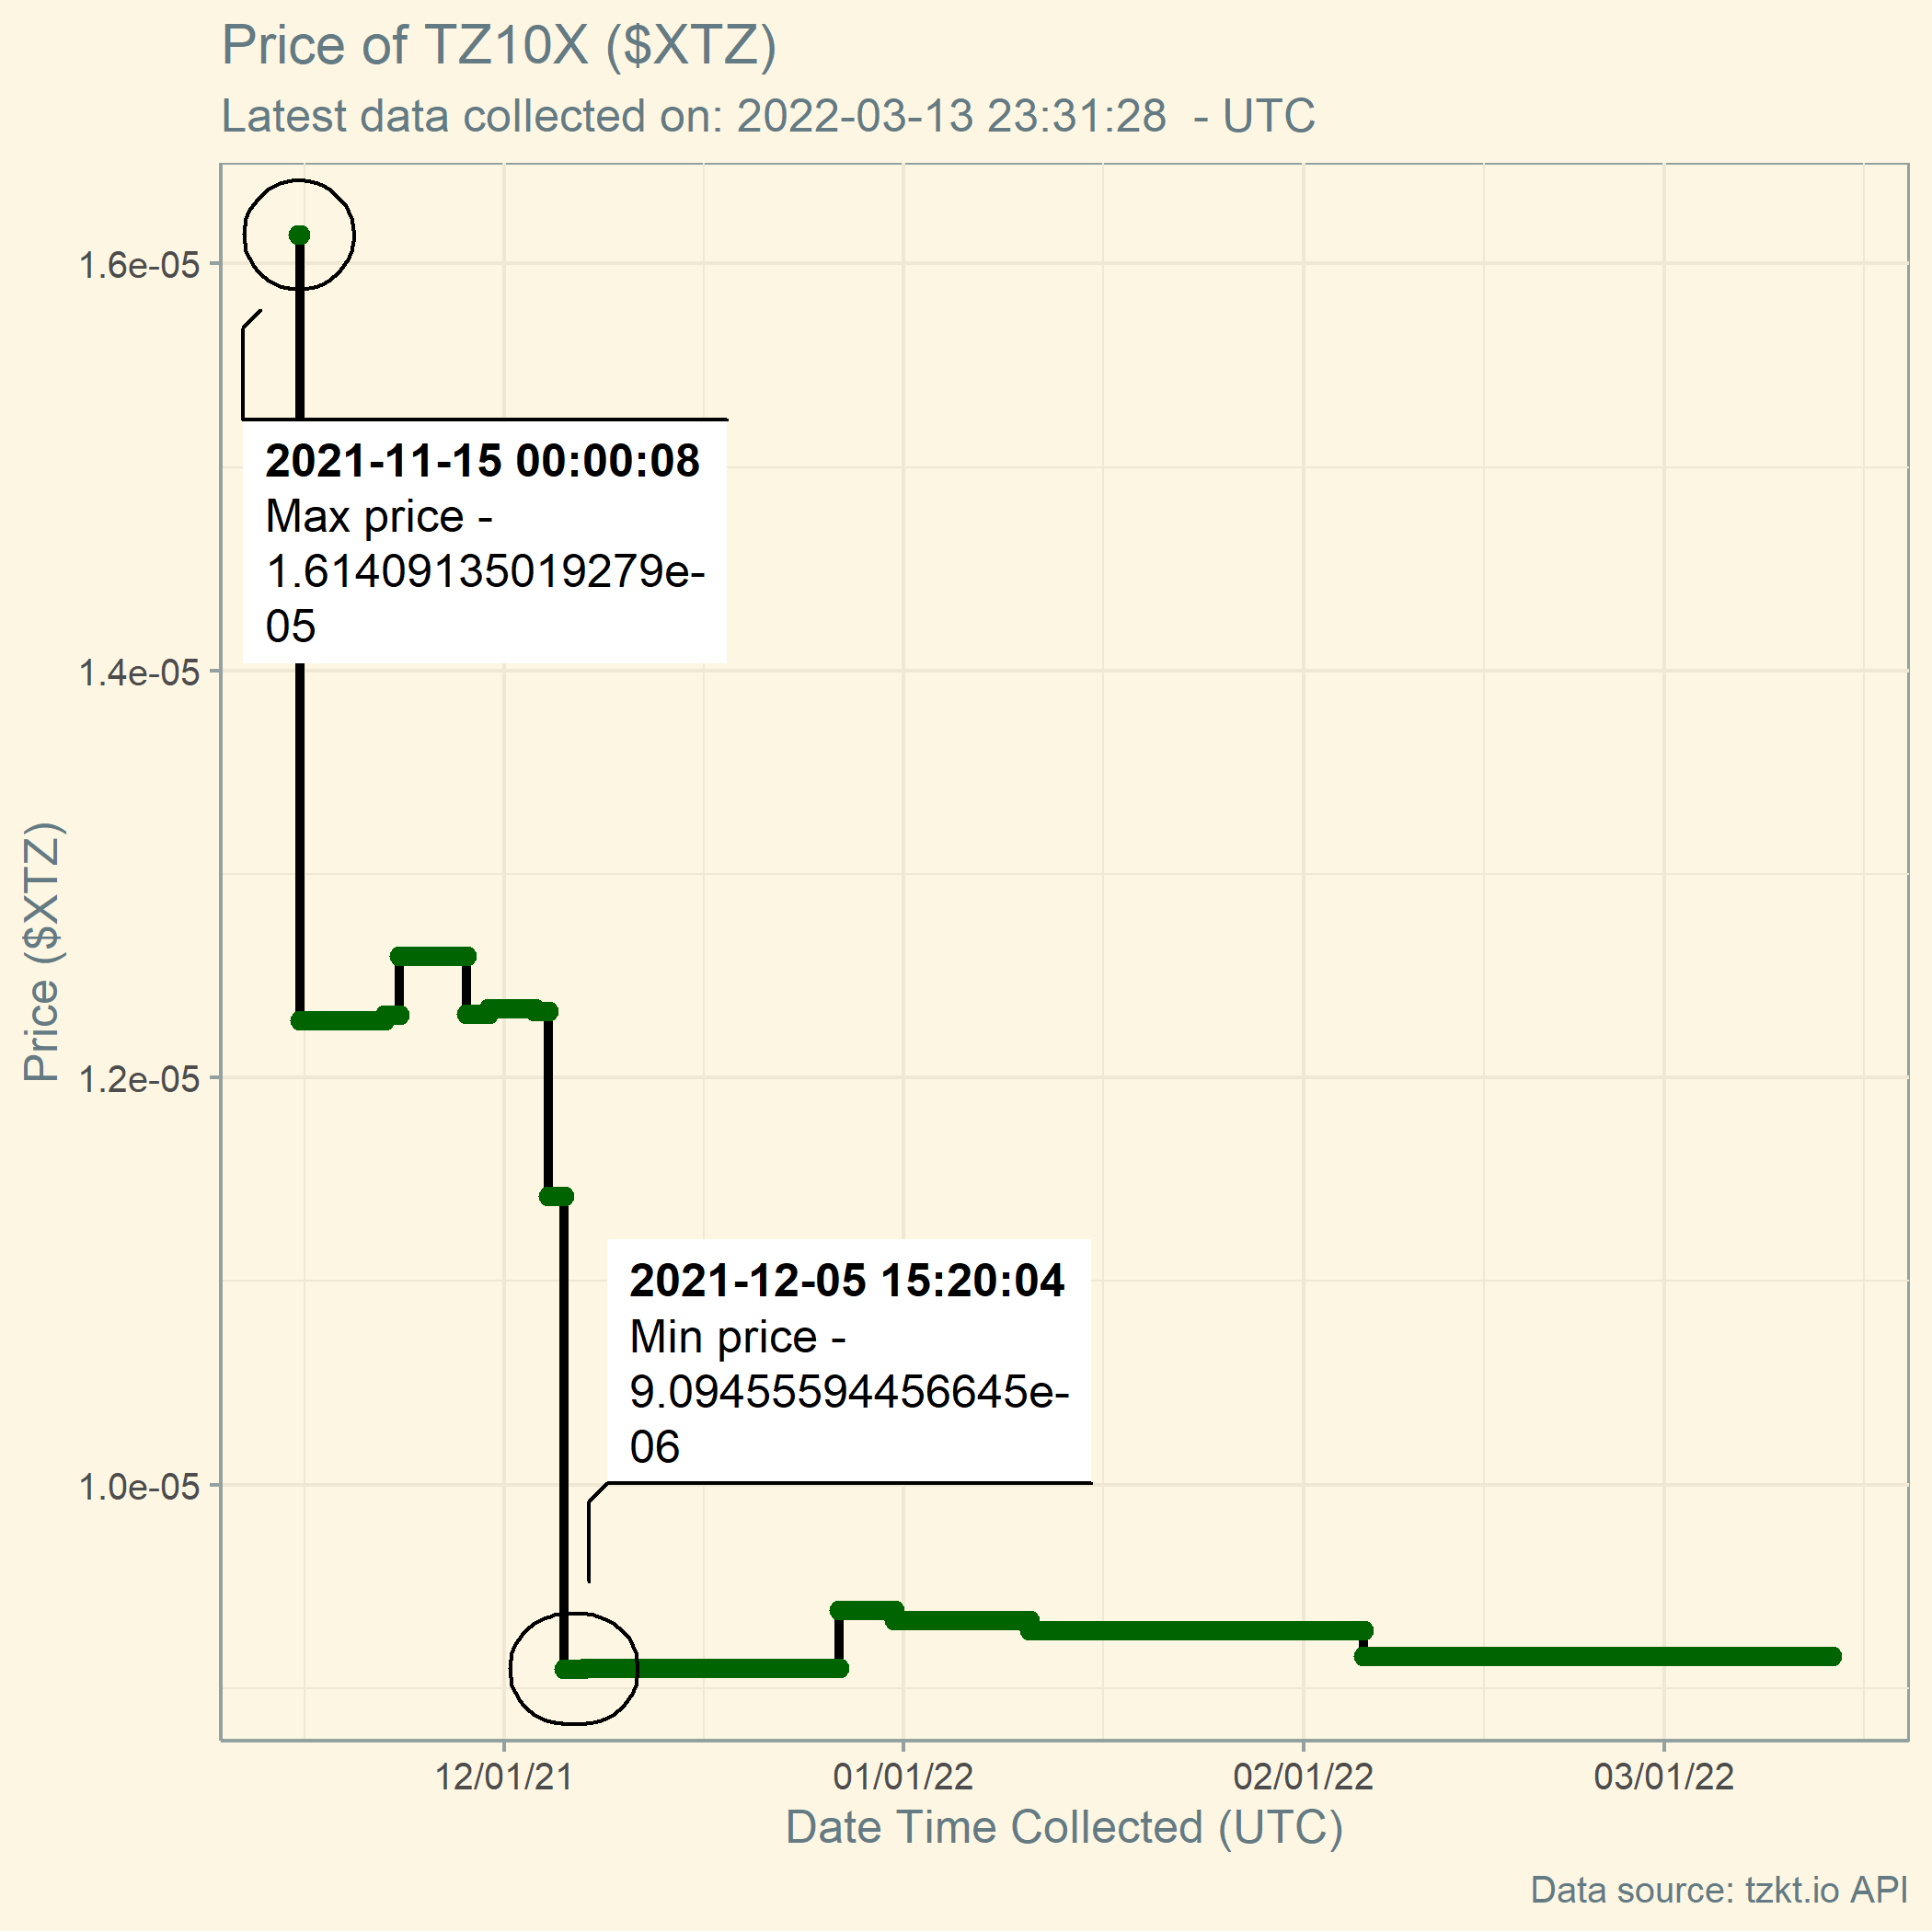 Price of TZ10X ($XTZ)
Latest data collected on: 2022-03-13 23:31:28  - UTC
1.6e-05
2021-11-15 00:00:08
Max price -
1.61409135019279e-
05
1.4e-05
Price ($XTZ)
1.2e-05
2021-12-05 15:20:04
Min price -
9.09455594456645e-
06
1.0e-05
12/01/21 01/01/22 02/01/22 03/01/22
Date Time Collected (UTC)
Data source: tzkt.io API